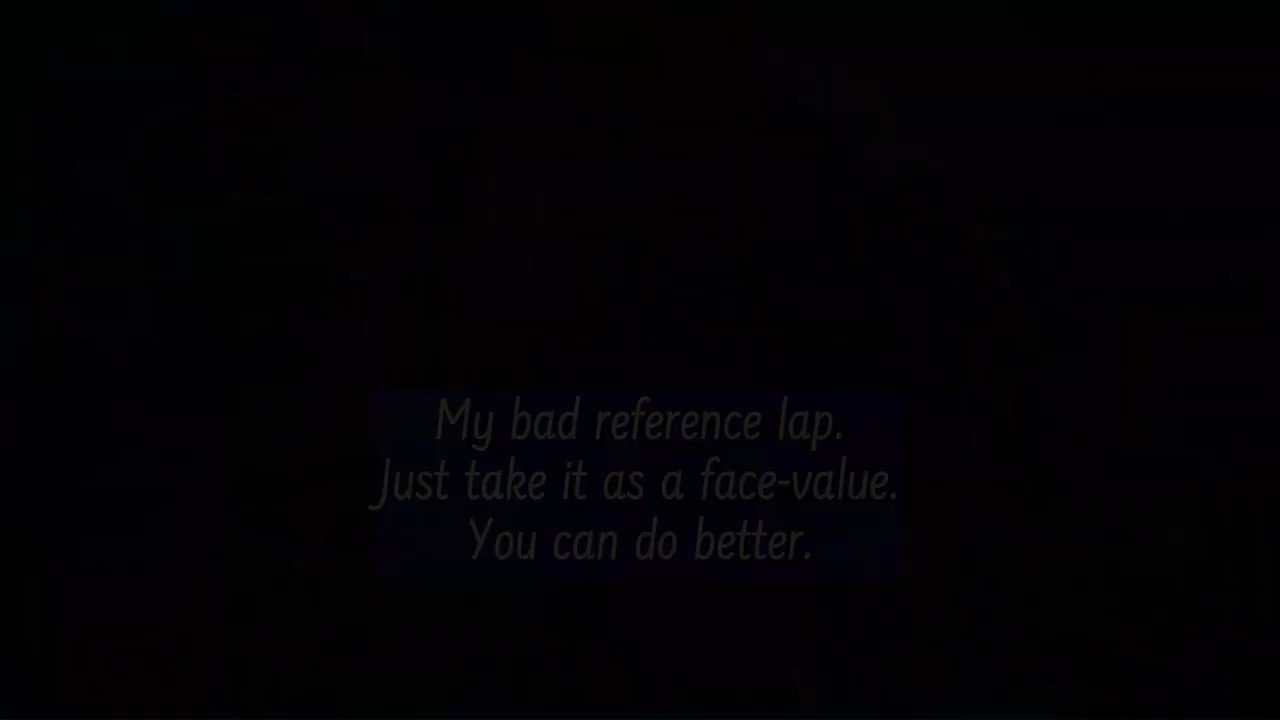 My bad reference lap.
Just take it as a face-value.
You can do better.